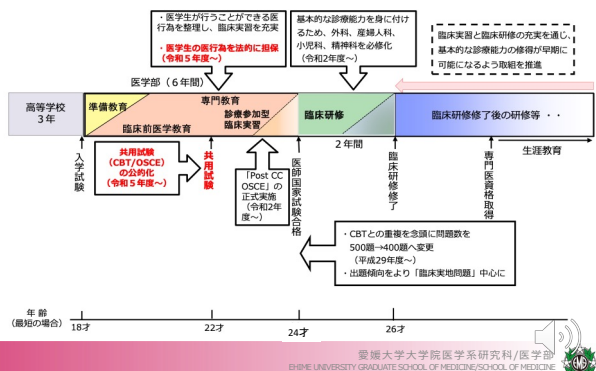 ・医学生が行うことができる医
行為を整理し、臨床実習を充実
・医学生の医行為を法的に担保
（令和５年度～）
基本的な診療能力を身に付け
るため、外科、産婦人科、
小児科、精神科を必修化
（令和2年度～）
臨床実習と臨床研修の充実を通じ、
基本的な診療能力の修得が早期に
可能になるよう取組を推進
医学部（６年間）
高等学校
３年
準備教育
専門教育
臨床前医学教育
診療参加型
臨床実習
臨床研修
臨床研修修了後の研修等 ・・
２年間
生涯教育
入学試験
共用試験
（CBT/OSCE）
の公的化
（令和５年度～）
共用試験
「Post CC
OSCE」の
正式実施
（令和2年
度～）
医師国家試験合格
臨床研修修了
専門医資格取得
・CBTとの重複を念頭に問題数を
500題→400題へ変更
（平成29年度～）
・出題傾向をより「臨床実地問題」中心に
年 齢
（最短の場合）
18才
22才
24才
26才
愛媛大学大学院医学系研究科/医学部
EHIME UNIVERSITY GRADUATE SCHOOL OF MEDICINE/SCHOOL OF MEDICINE